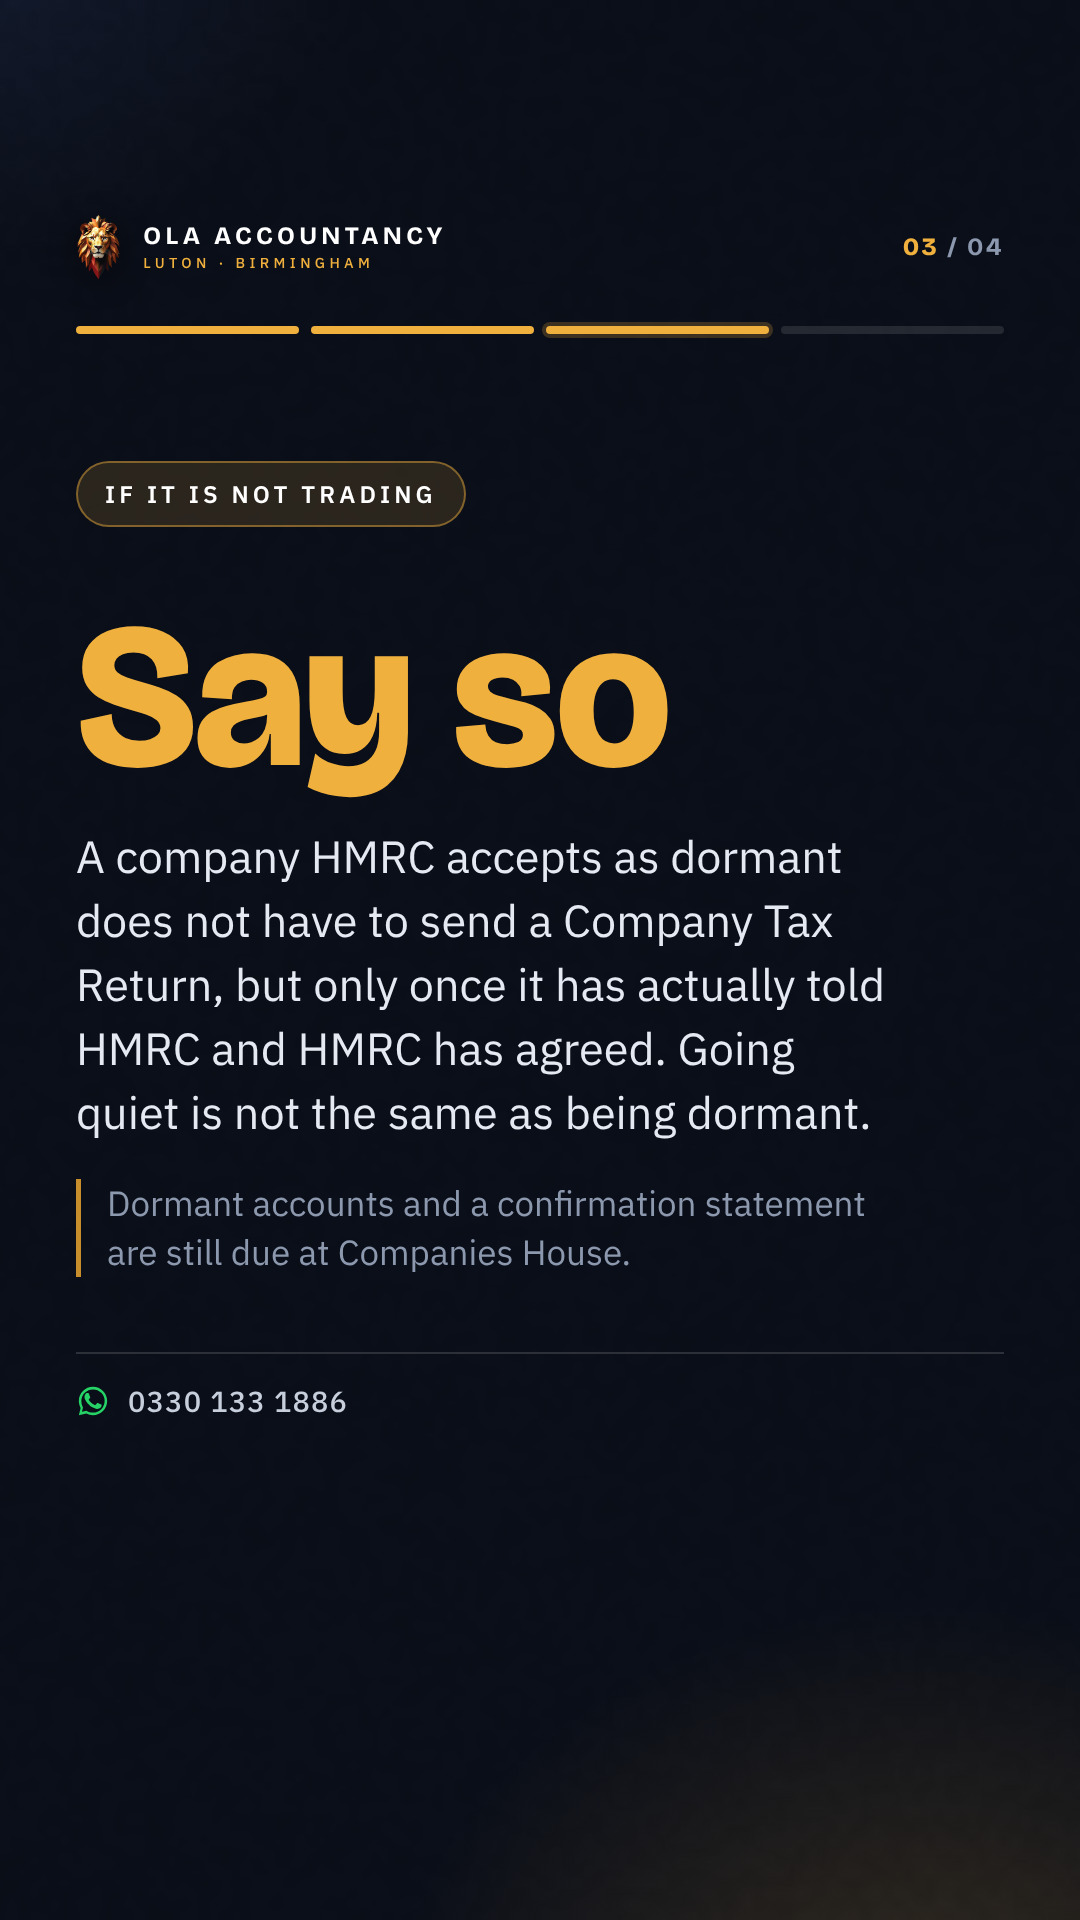 OLA ACCOUNTANCY
LUTON · BIRMINGHAM
03 / 04
IF IT IS NOT TRADING
Say so
A company HMRC accepts as dormant
does not have to send a Company Tax
Return, but only once it has actually told
HMRC and HMRC has agreed. Going
quiet is not the same as being dormant.
Dormant accounts and a confirmation statement
are still due at Companies House.
0330 133 1886